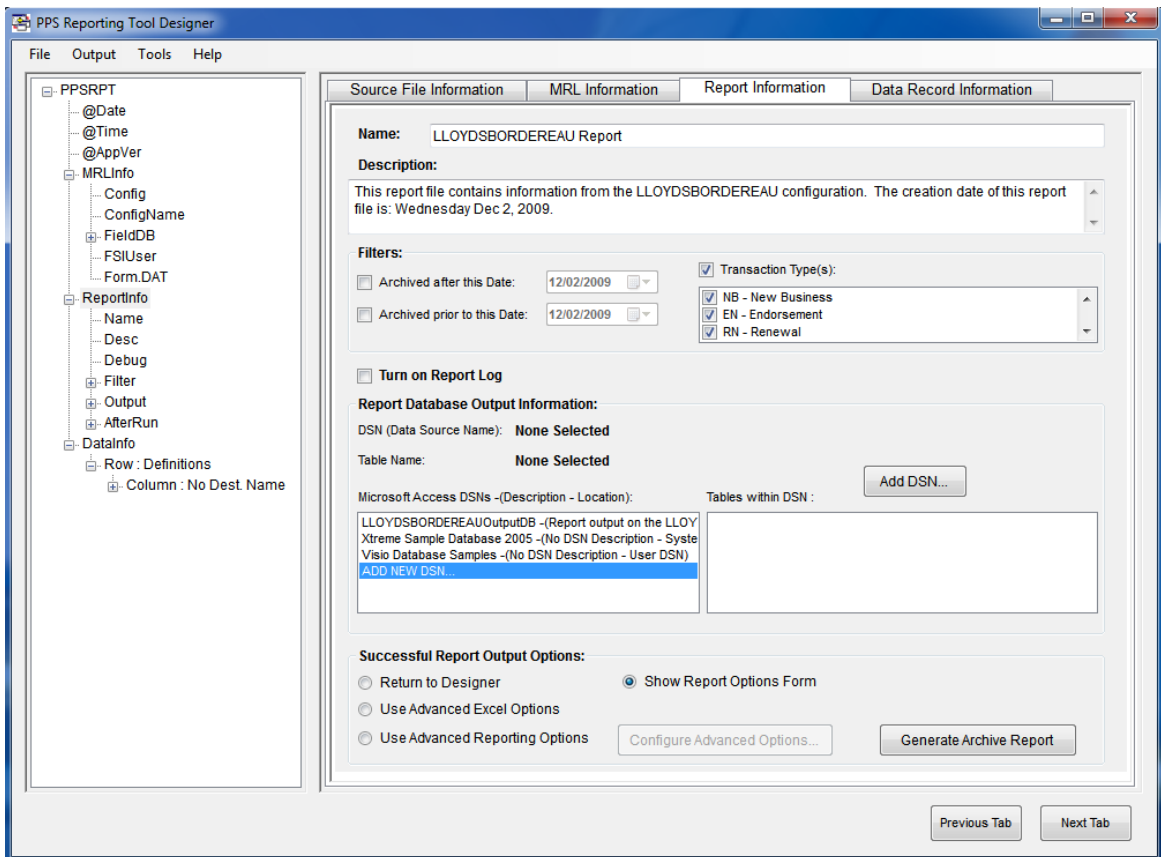 PPS Reporting Tool Designer
File Output Tools Help
PPSRPT
@Date
@Time
@AppVer
MRLInfo
Config
ConfigName
FieldDB
FSIUser
Form.DAT
ReportInfo
Name
Desc
Debug
Filter
Output
AfterRun
DataInfo
Row : Definitions
Column : No Dest. Name
Source File Information
MRL Information
Report Information
Data Record Information
Name: LLOYDSBORDEREAU Report
Description:
This report file contains information from the LLOYDSBORDEREAU configuration. The creation date of this report
file is: Wednesday Dec 2, 2009.
Filters:
Archived after this Date: 12/02/2009
Archived prior to this Date: 12/02/2009
Transaction Type(s):
NB - New Business
EN - Endorsement
RN - Renewal
Turn on Report Log
Report Database Output Information:
DSN (Data Source Name): None Selected
Table Name: None Selected
Add DSN...
Microsoft Access DSNs -(Description - Location):
LLOYDSBORDEREAUOutputDB -(Report output on the LLOY
Xtreme Sample Database 2005 -(No DSN Description - Syste
Visio Database Samples -(No DSN Description - User DSN)
ADD NEW DSN...
Tables within DSN :
Successful Report Output Options:
Return to Designer
Show Report Options Form
Use Advanced Excel Options
Use Advanced Reporting Options
Configure Advanced Options...
Generate Archive Report
Previous Tab
Next Tab